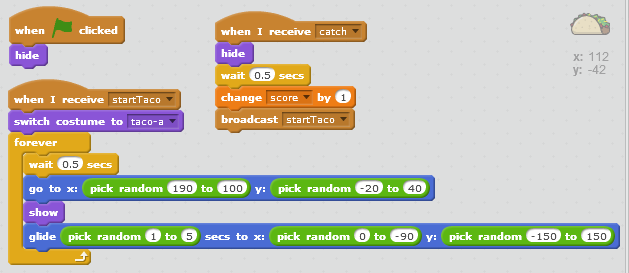 when clicked
hide
when I receive startTaco
switch costume to taco-a
forever
wait 0.5 secs
go to x: pick random 190 to 100 y: pick random -20 to 40
show
glide pick random 1 to 5 secs to x: pick random 0 to -90 y: pick random -150 to 150
when I receive catch
hide
wait 0.5 secs
change score by 1
broadcast startTaco
x: 112
y: -42